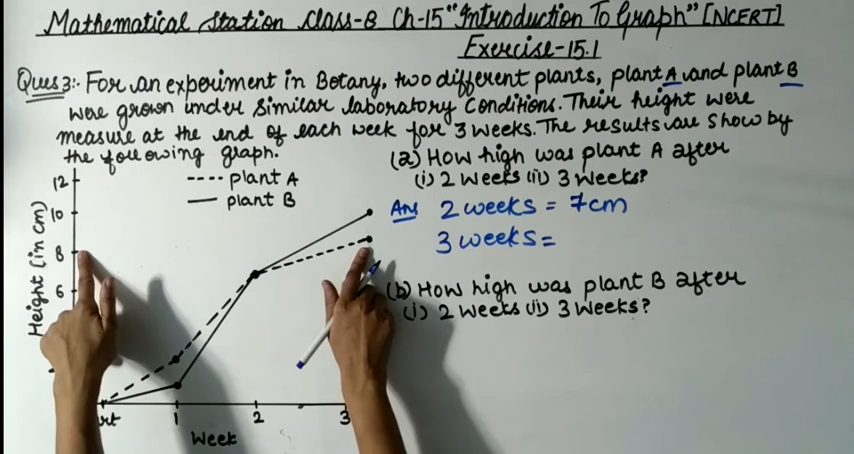 Mathematical Station Class-8 Ch-15 "Introduction To Graph" [NCERT]
Exercise-15.1
Ques 3:- For an experiment in Botany, two different plants, plant A and plant B
were grown under Similar laboratory Conditions. Their height were
measure at the end of each week for 3 weeks. The results are show by
the following graph.
(a) How high was plant A after
(i) 2 Weeks (ii) 3 Weeks?
Ans 2 weeks = 7cm
3 weeks =
(b) How high was plant B after
(i) 2 Weeks (ii) 3 Weeks?
---- plant A
— plant B
12
10
8
6
Height (in cm)
rt 1 2 3
Week